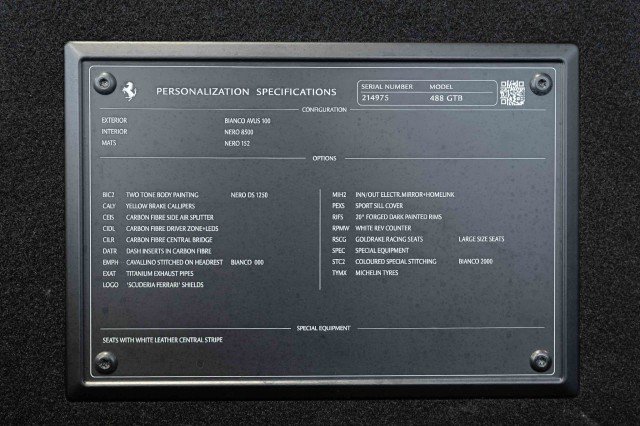 PERSONALIZATION SPECIFICATIONS
SERIAL NUMBER MODEL
214975 488 GTB
CONFIGURATION
EXTERIOR BIANCO AVUS 100
INTERIOR NERO 8500
MATS NERO 152
OPTIONS
BIC2 TWO TONE BODY PAINTING NERO DS 1250
CALY YELLOW BRAKE CALLIPERS
CEIS CARBON FIBRE SIDE AIR SPLITTER
CIDL CARBON FIBRE DRIVER ZONE+LEDS
CILR CARBON FIBRE CENTRAL BRIDGE
DATR DASH INSERTS IN CARBON FIBRE
EMPH CAVALLINO STITCHED ON HEADREST BIANCO 000
EXAT TITANIUM EXHAUST PIPES
LOGO 'SCUDERIA FERRARI' SHIELDS
MIH2 INN/OUT ELECTR.MIRROR+HOMELINK
PEXS SPORT SILL COVER
RIFS 20" FORGED DARK PAINTED RIMS
RPMW WHITE REV COUNTER
RSCG GOLDRAKE RACING SEATS LARGE SIZE SEATS
SPEC SPECIAL EQUIPMENT
STC2 COLOURED SPECIAL STITCHING BIANCO 2000
TYMX MICHELIN TYRES
SPECIAL EQUIPMENT
SEATS WITH WHITE LEATHER CENTRAL STRIPE